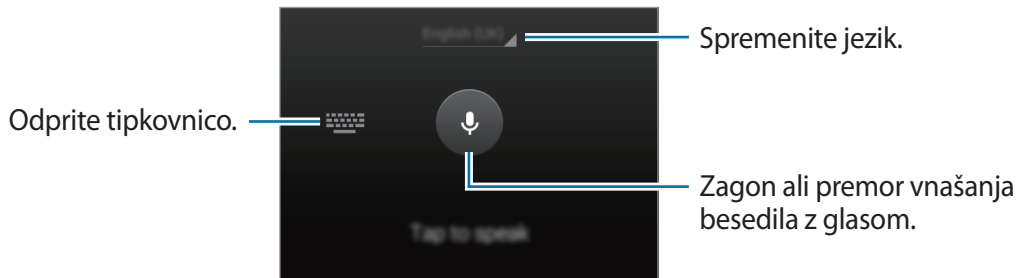 English (UK)
Spremenite jezik.
Odprite tipkovnico.
Zagon ali premor vnašanja
besedila z glasom.
Tap to speak